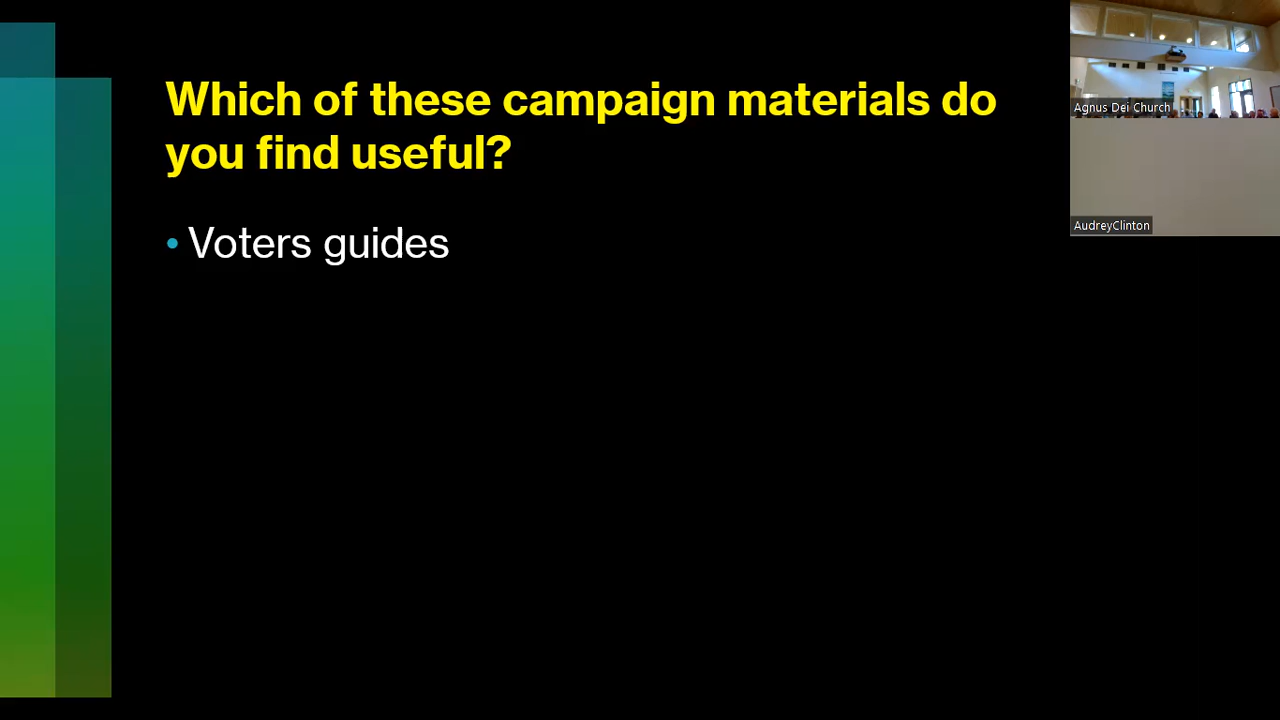 Which of these campaign materials do
you find useful?
• Voters guides
Agnus Dei Church
AudreyClinton